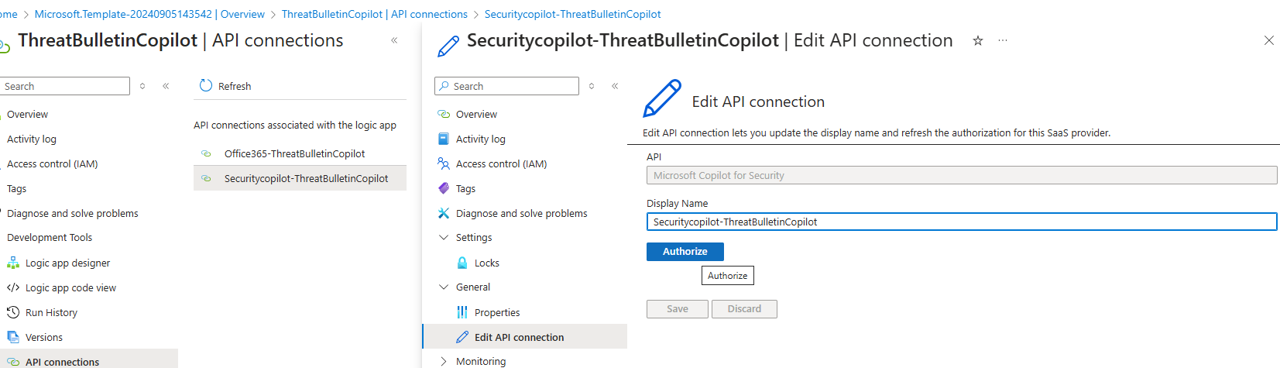 ome > Microsoft.Template-20240905143542 | Overview > ThreatBulletinCopilot | API connections > Securitycopilot-ThreatBulletinCopilot
ThreatBulletinCopilot | API connections
Search
Overview
Activity log
Access control (IAM)
Tags
Diagnose and solve problems
Development Tools
Logic app designer
Logic app code view
Run History
Versions
API connections
Refresh
API connections associated with the logic app
Office365-ThreatBulletinCopilot
Securitycopilot-ThreatBulletinCopilot
Securitycopilot-ThreatBulletinCopilot | Edit API connection
Search
Overview
Activity log
Access control (IAM)
Tags
Diagnose and solve problems
Settings
Locks
General
Properties
Edit API connection
Monitoring
Edit API connection
Edit API connection lets you update the display name and refresh the authorization for this SaaS provider.
API
Microsoft Copilot for Security
Display Name
Securitycopilot-ThreatBulletinCopilot
Authorize
Authorize
Save Discard